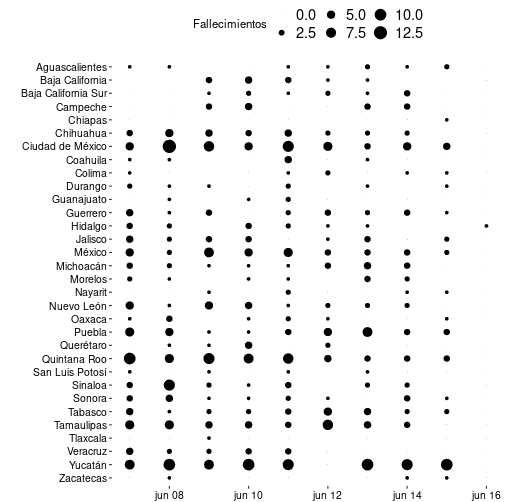 Fallecimientos
0.0 5.0 10.0
2.5 7.5 12.5
Aguascalientes
Baja California
Baja California Sur
Campeche
Chiapas
Chihuahua
Ciudad de México
Coahuila
Colima
Durango
Guanajuato
Guerrero
Hidalgo
Jalisco
México
Michoacán
Morelos
Nayarit
Nuevo León
Oaxaca
Puebla
Querétaro
Quintana Roo
San Luis Potosí
Sinaloa
Sonora
Tabasco
Tamaulipas
Tlaxcala
Veracruz
Yucatán
Zacatecas
jun 08 jun 10 jun 12 jun 14 jun 16